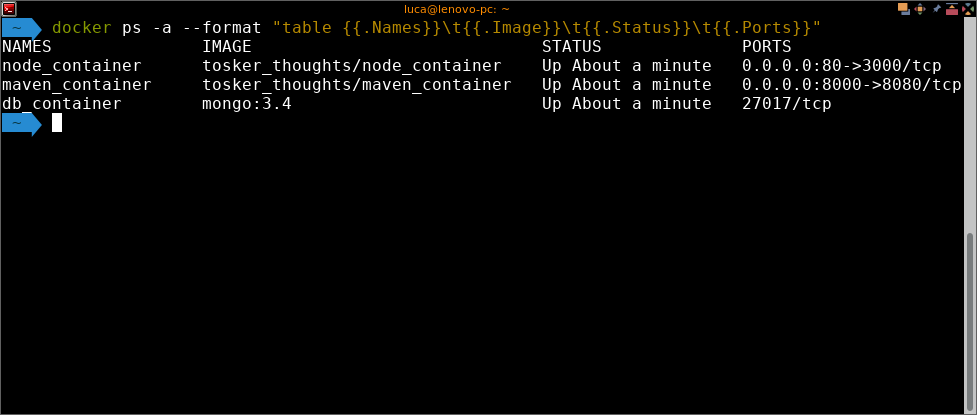 luca@lenovo-pc: ~
~ docker ps -a --format "table {{.Names}}\t{{.Image}}\t{{.Status}}\t{{.Ports}}"
NAMES IMAGE STATUS PORTS
node_container tosker_thoughts/node_container Up About a minute 0.0.0.0:80->3000/tcp
maven_container tosker_thoughts/maven_container Up About a minute 0.0.0.0:8000->8080/tcp
db_container mongo:3.4 Up About a minute 27017/tcp
~